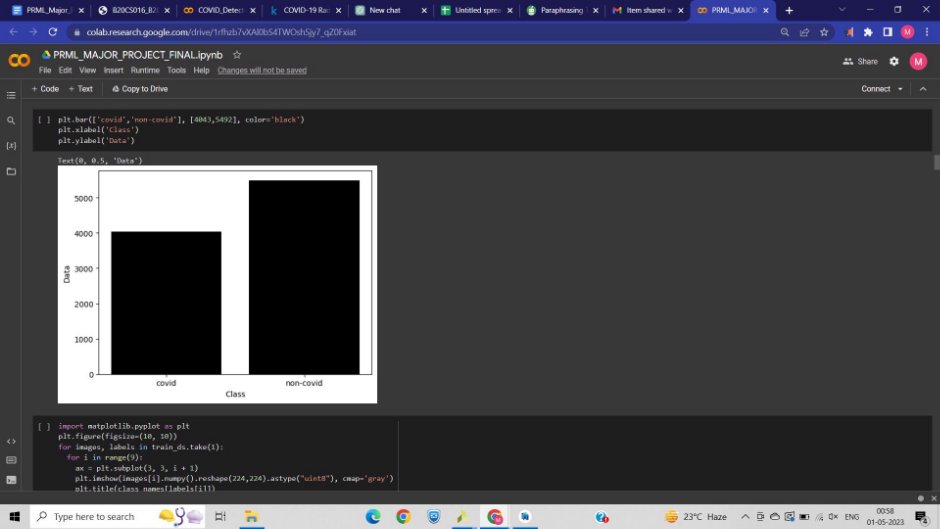 PRML_Major_
B20CS016_B20
COVID_Detect
COVID-19 Rad
New chat
Untitled sprea
Paraphrasing
Item shared w
PRML_MAJOR
colab.research.google.com/drive/1rfhzb7vXAl0bS4TWOshSjy7_qZ0Fxiat
PRML_MAJOR_PROJECT_FINAL.ipynb
Share
M
File Edit View Insert Runtime Tools Help Changes will not be saved
+ Code + Text Copy to Drive
Connect
[ ] plt.bar(['covid','non-covid'], [4043,5492], color='black')
plt.xlabel('Class')
plt.ylabel('Data')
Text(0, 0.5, 'Data')
5000
4000
3000
2000
1000
0
Data
covid non-covid
Class
[ ] import matplotlib.pyplot as plt
plt.figure(figsize=(10, 10))
for images, labels in train_ds.take(1):
for i in range(9):
ax = plt.subplot(3, 3, i + 1)
plt.imshow(images[i].numpy().reshape(224,224).astype("uint8"), cmap='gray')
plt.title(class_names[labels[i]])
Type here to search
23°C Haze
ENG
00:58
01-05-2023
4